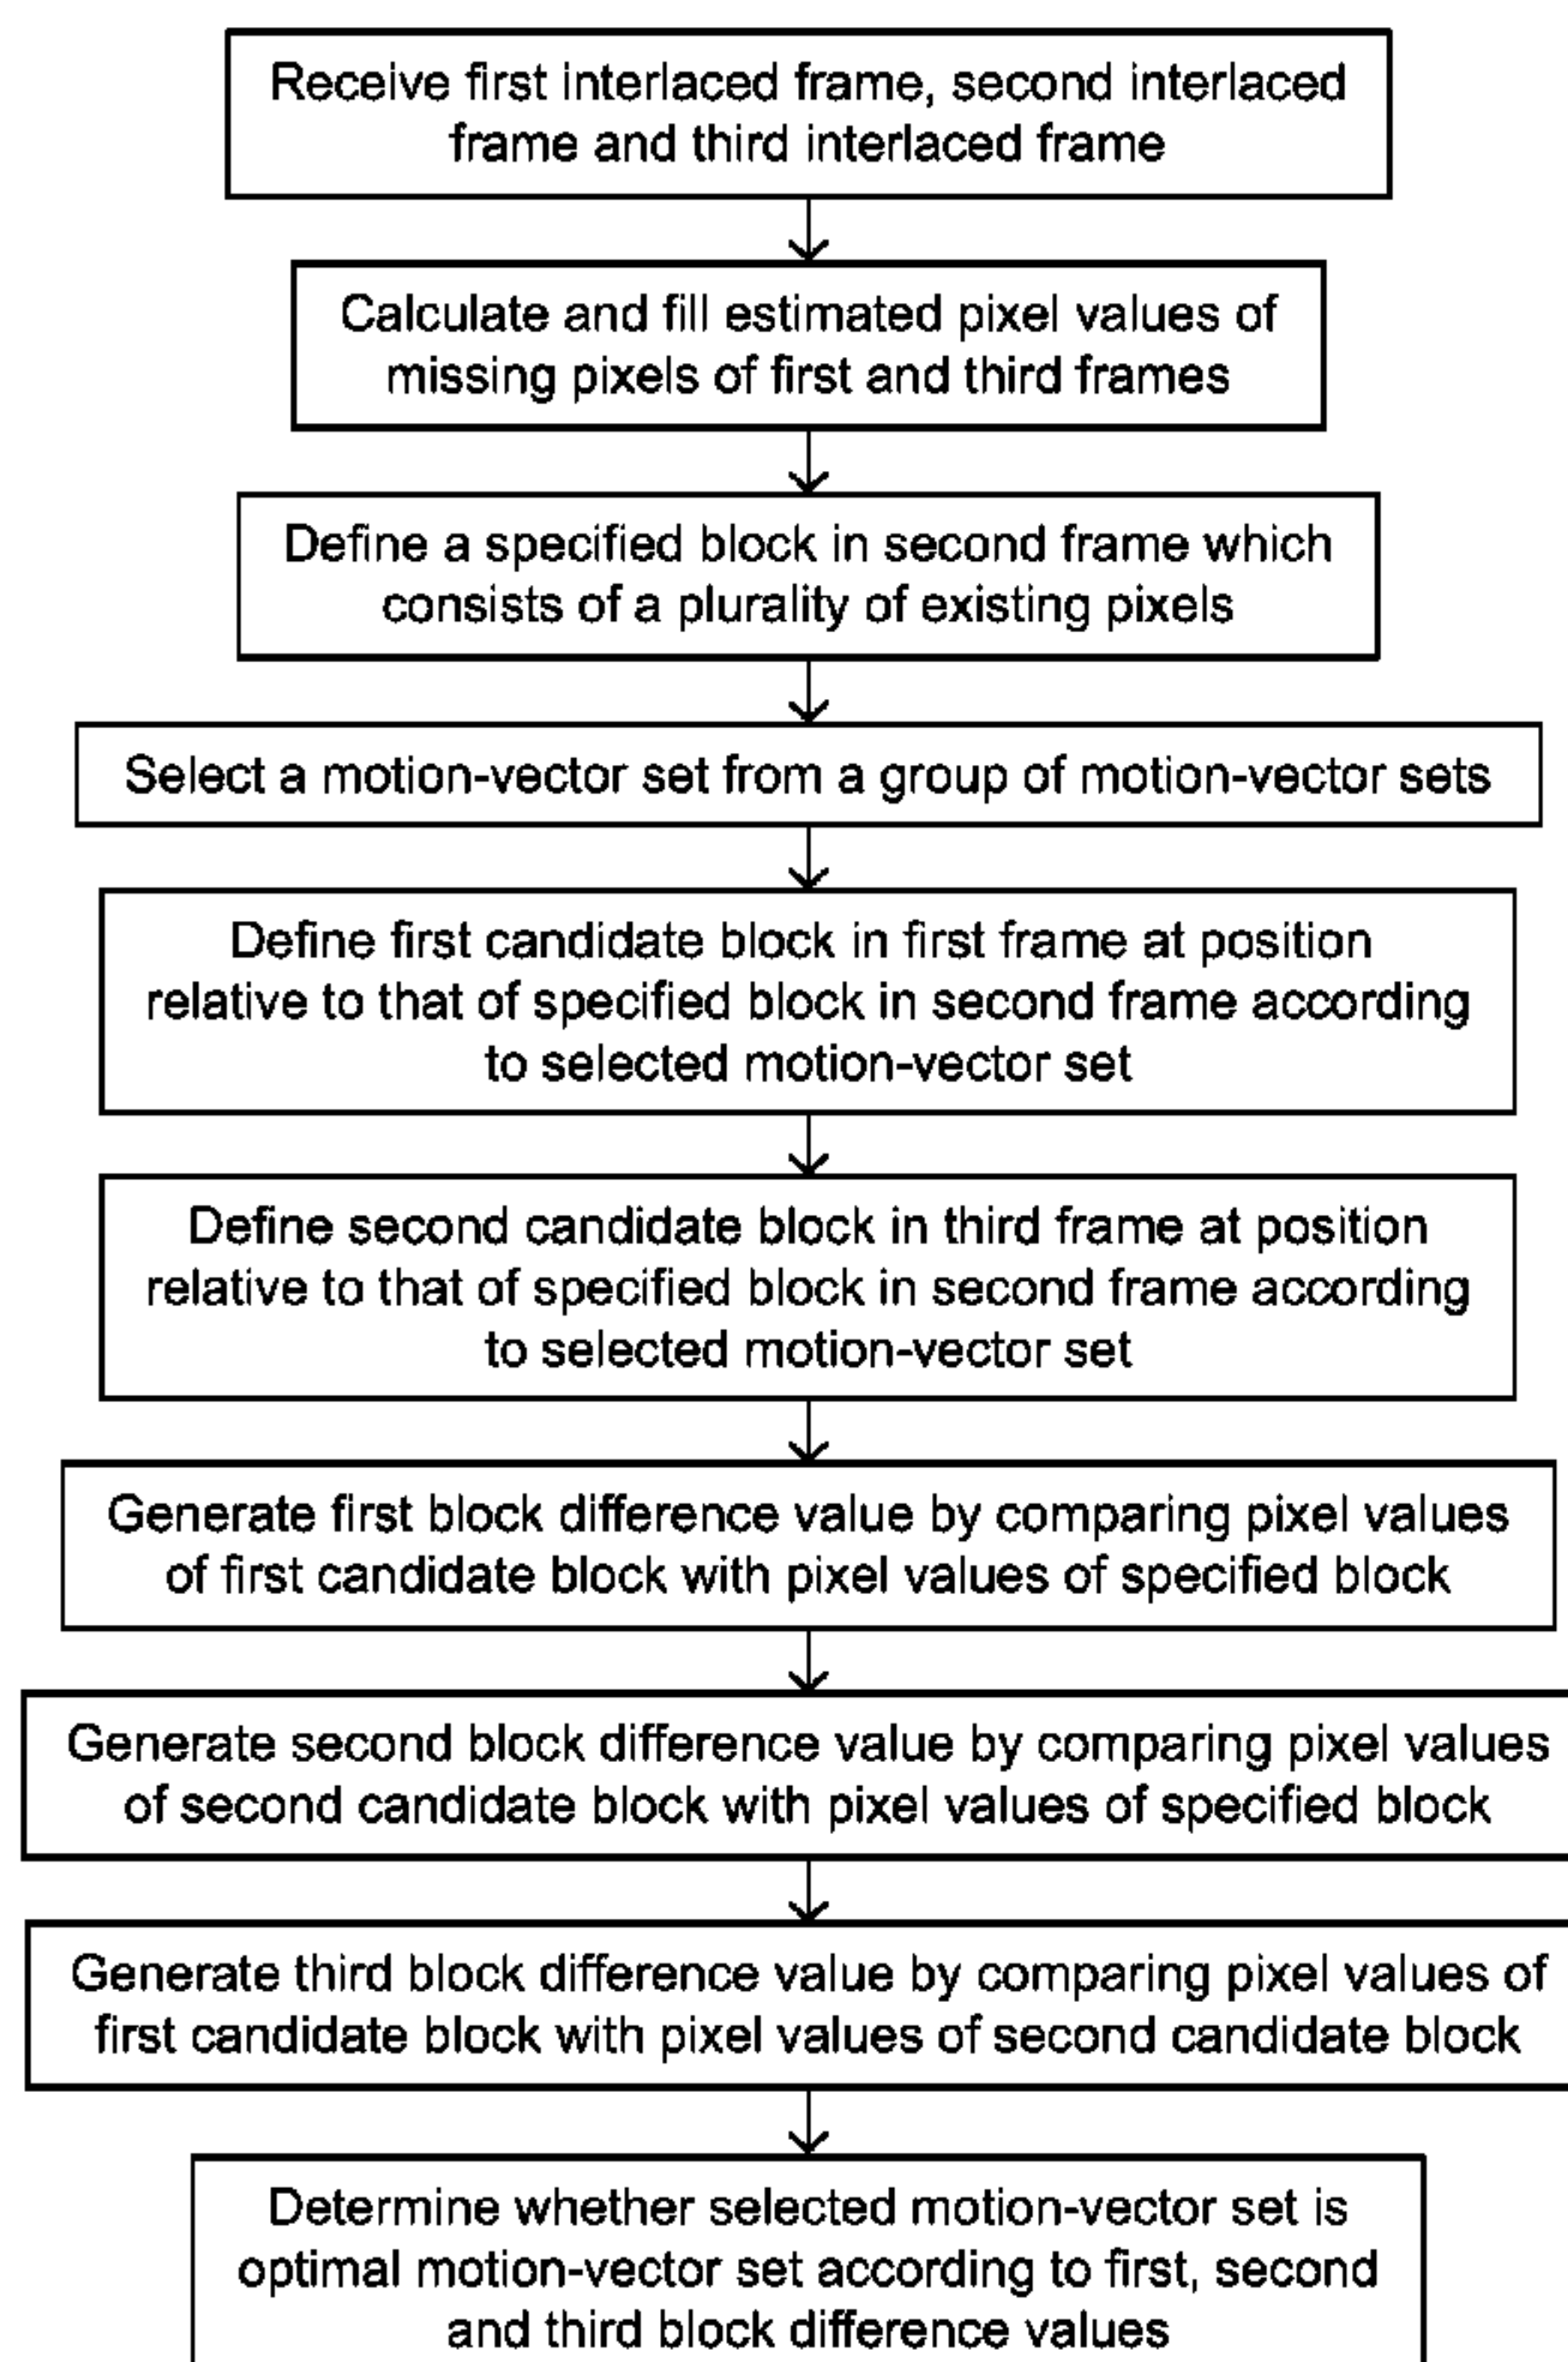 Receive first interlaced frame, second interlaced
frame and third interlaced frame
Calculate and fill estimated pixel values of
missing pixels of first and third frames
Define a specified block in second frame which
consists of a plurality of existing pixels
Select a motion-vector set from a group of motion-vector sets
Define first candidate block in first frame at position
relative to that of specified block in second frame according
to selected motion-vector set
Define second candidate block in third frame at position
relative to that of specified block in second frame according
to selected motion-vector set
Generate first block difference value by comparing pixel values
of first candidate block with pixel values of specified block
Generate second block difference value by comparing pixel values
of second candidate block with pixel values of specified block
Generate third block difference value by comparing pixel values of
first candidate block with pixel values of second candidate block
Determine whether selected motion-vector set is
optimal motion-vector set according to first, second
and third block difference values